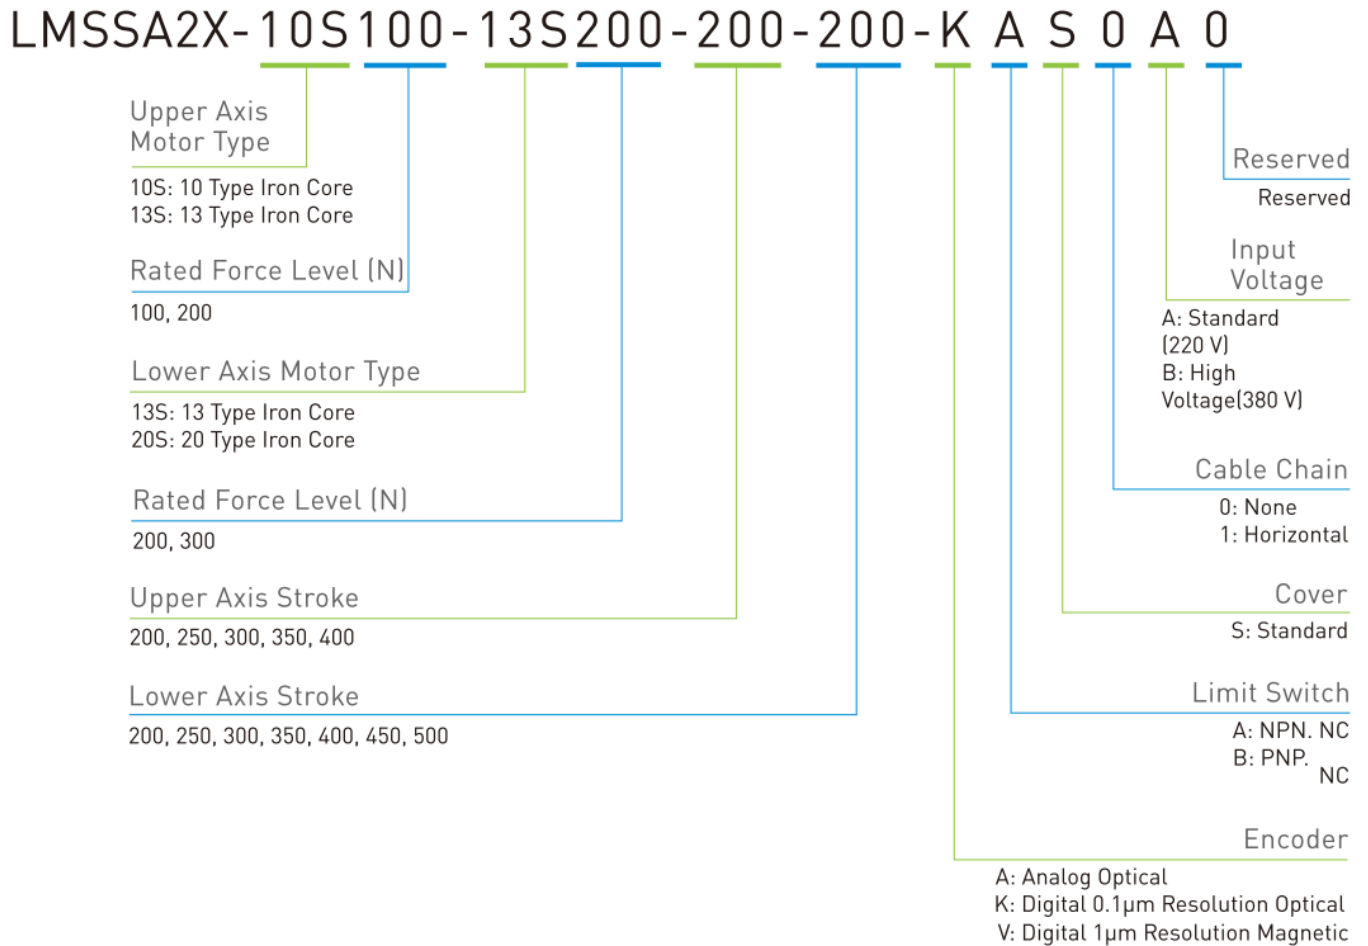 LMSSA2X-10S100-13S200-200-200-K A S 0 A 0
Upper Axis
Motor Type
10S: 10 Type Iron Core
13S: 13 Type Iron Core
Rated Force Level (N)
100, 200
Lower Axis Motor Type
13S: 13 Type Iron Core
20S: 20 Type Iron Core
Rated Force Level (N)
200, 300
Upper Axis Stroke
200, 250, 300, 350, 400
Lower Axis Stroke
200, 250, 300, 350, 400, 450, 500
Reserved
Reserved
Input
Voltage
A: Standard
(220 V)
B: High
Voltage(380 V)
Cable Chain
0: None
1: Horizontal
Cover
S: Standard
Limit Switch
A: NPN. NC
B: PNP.
NC
Encoder
A: Analog Optical
K: Digital 0.1μm Resolution Optical
V: Digital 1μm Resolution Magnetic